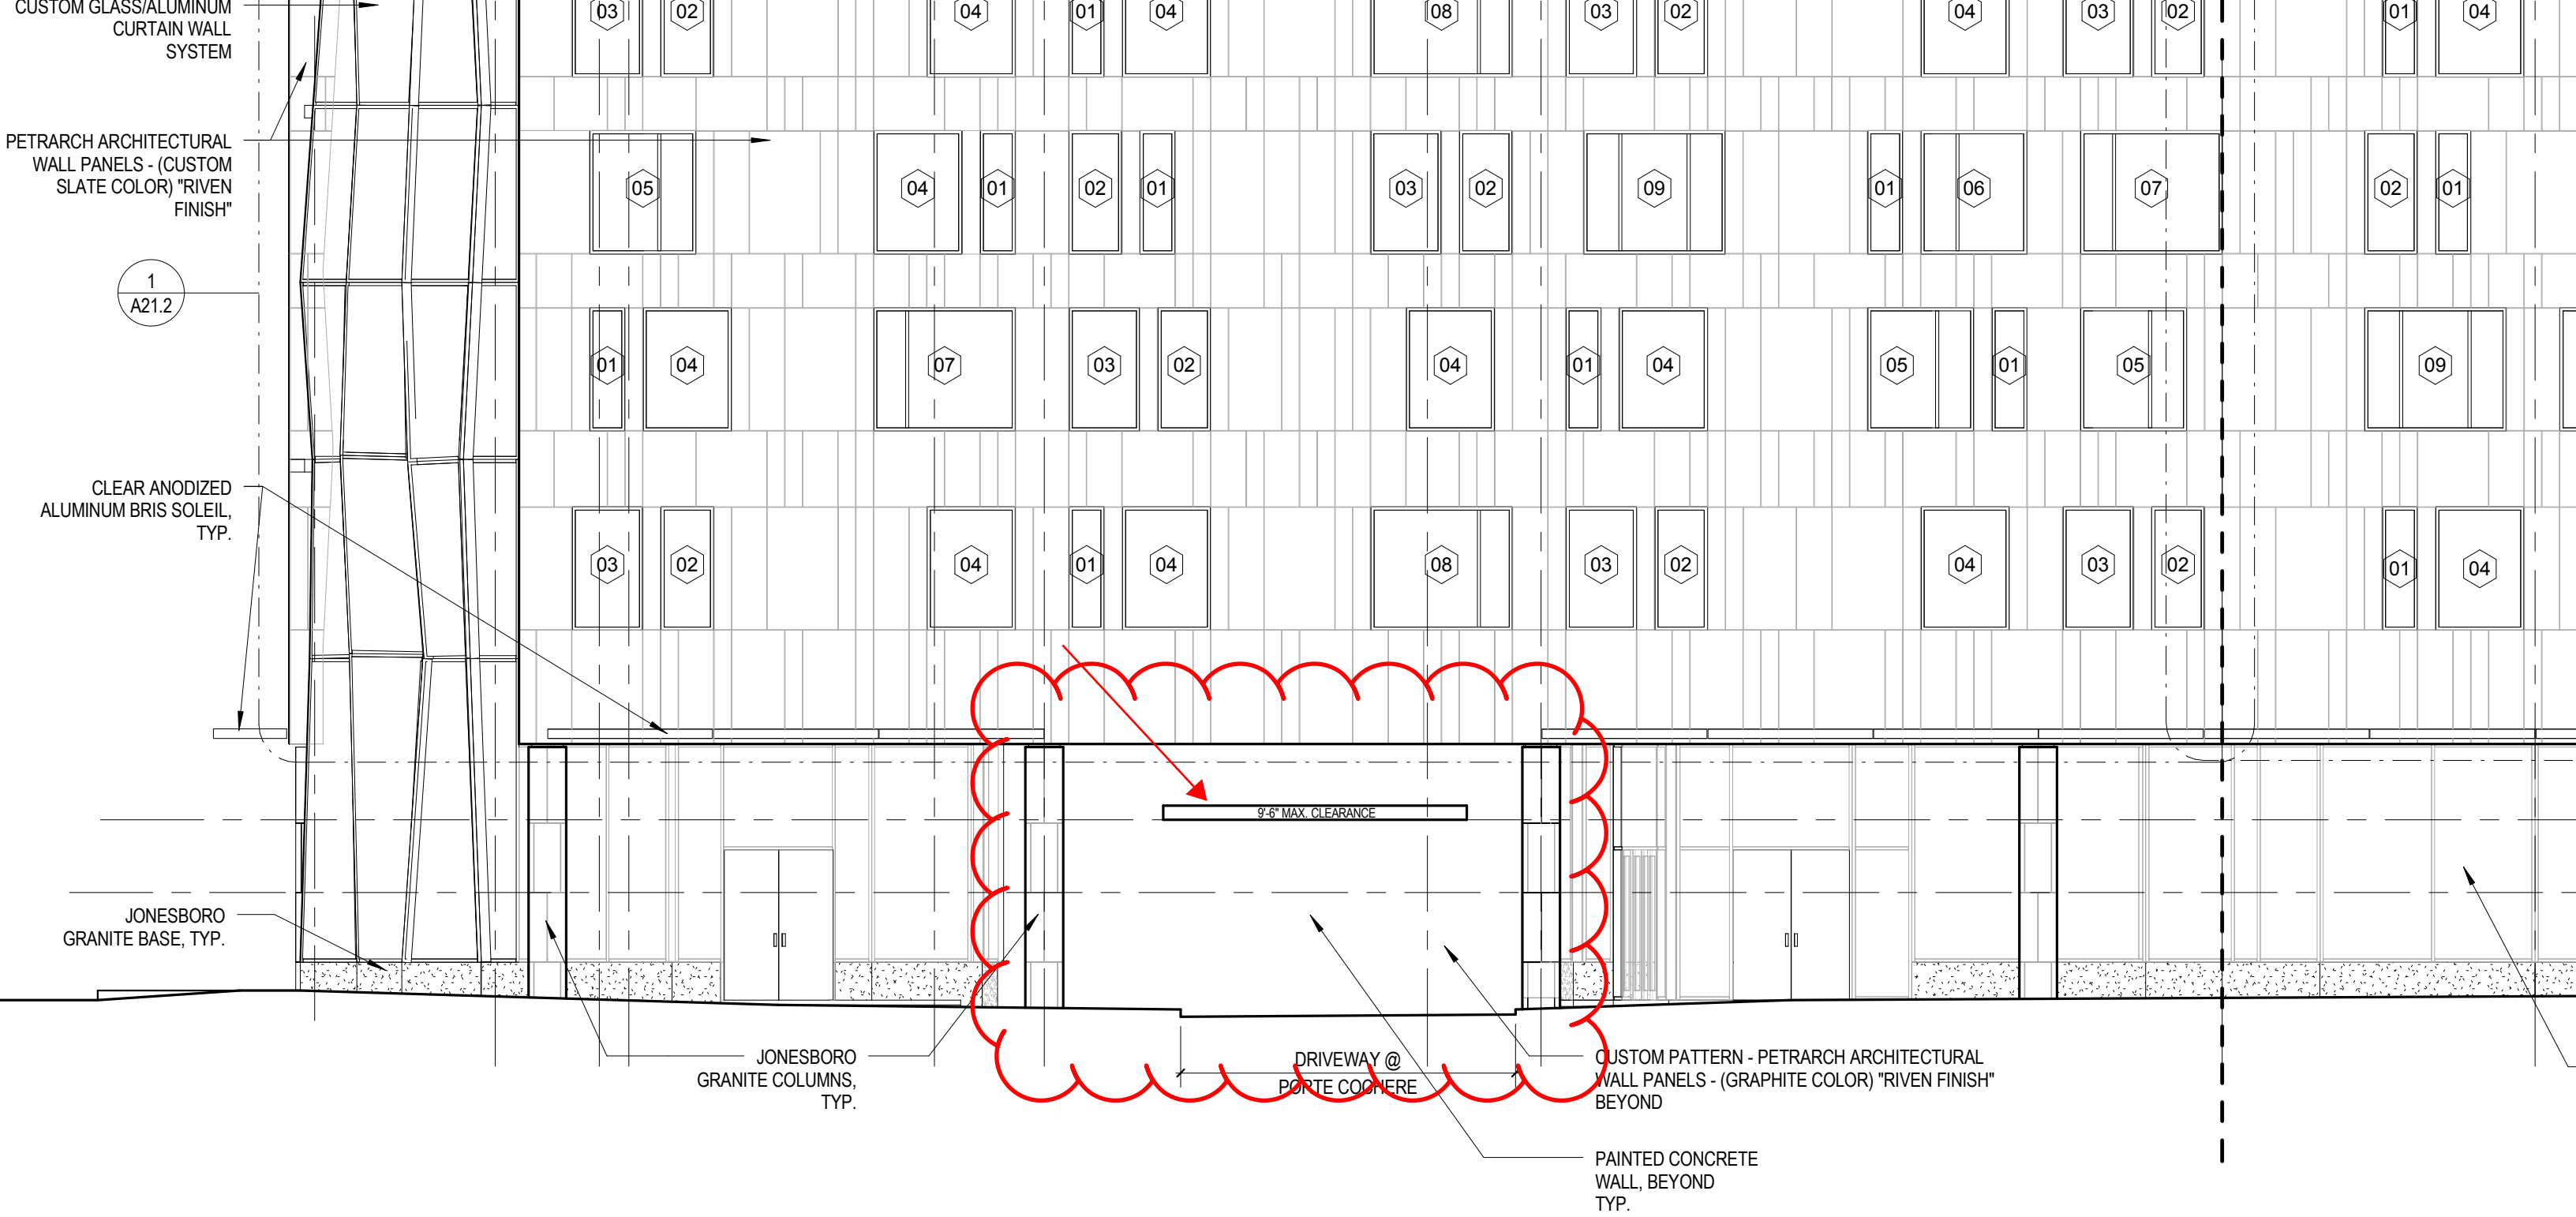 CUSTOM GLASS/ALUMINUM
CURTAIN WALL
SYSTEM
03 02 04 01 04 08 03 02 04 03 02 01 04
PETRARCH ARCHITECTURAL
WALL PANELS - (CUSTOM
SLATE COLOR) "RIVEN
FINISH"
05 04 01 02 01 03 02 09 01 06 07 02 01
1
A21.2
01 04 07 03 02 04 01 04 05 01 05 09
CLEAR ANODIZED
ALUMINUM BRIS SOLEIL,
TYP.
03 02 04 01 04 08 03 02 04 03 02 01 04
9'-6" MAX. CLEARANCE
JONESBORO
GRANITE BASE, TYP.
JONESBORO
GRANITE COLUMNS,
TYP.
DRIVEWAY @
PORTE COCHERE
CUSTOM PATTERN - PETRARCH ARCHITECTURAL
WALL PANELS - (GRAPHITE COLOR) "RIVEN FINISH"
BEYOND
PAINTED CONCRETE
WALL, BEYOND
TYP.